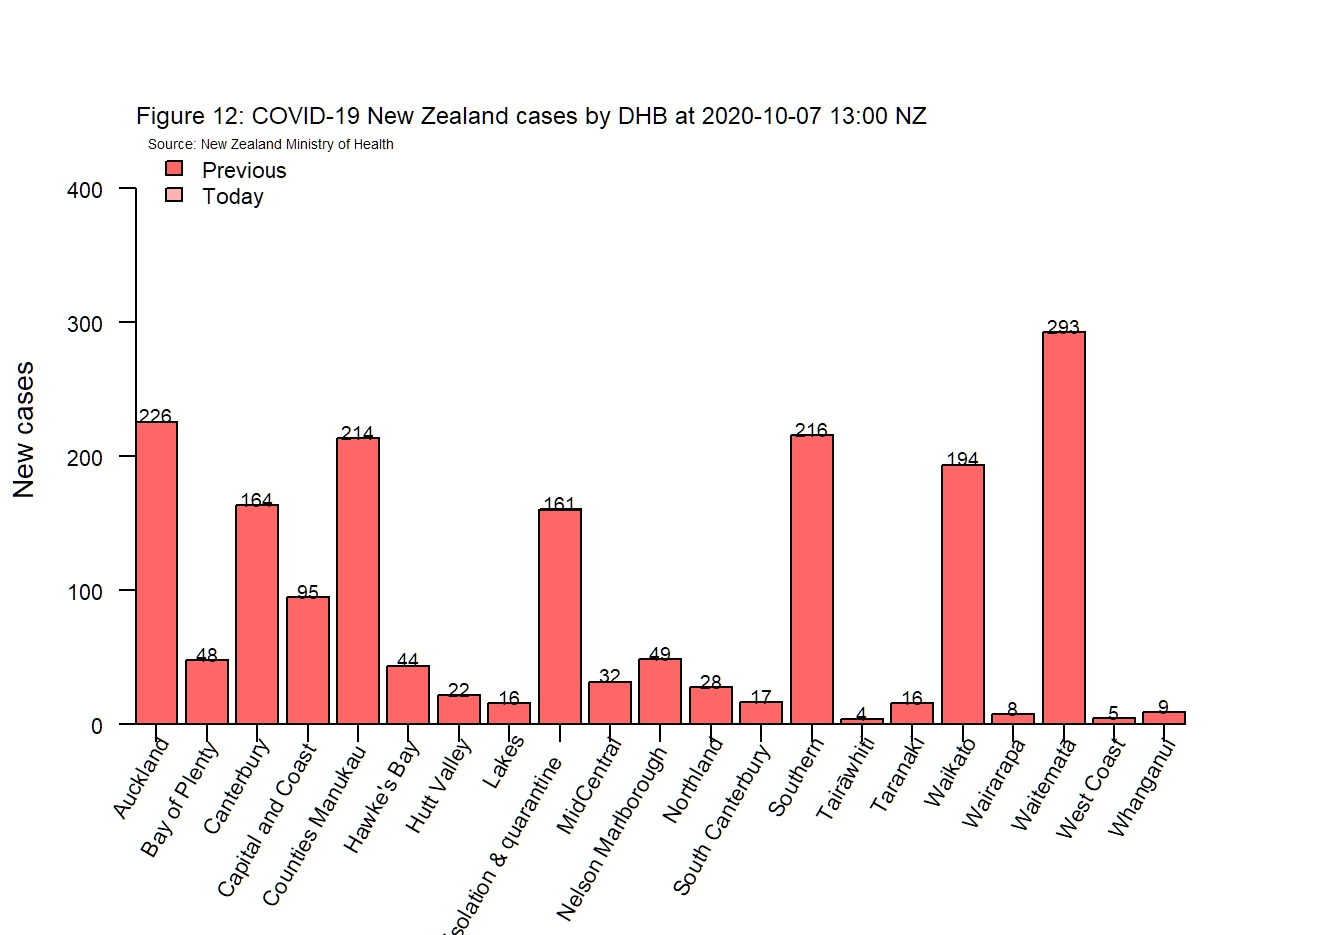 Figure 12: COVID-19 New Zealand cases by DHB at 2020-10-07 13:00 NZ
Source: New Zealand Ministry of Health
Previous
Today
New cases
400
300
200
100
0
226
48
164
95
214
44
22
16
161
32
49
28
17
216
4
16
194
8
293
5
9
Auckland
Bay of Plenty
Canterbury
Capital and Coast
Counties Manukau
Hawke's Bay
Hutt Valley
Lakes
& quarantine
MidCentral
Nelson Marlborough
Northland
South Canterbury
Southern
Tairāwhiti
Taranaki
Waikato
Wairarapa
Waitematā
West Coast
Whanganui